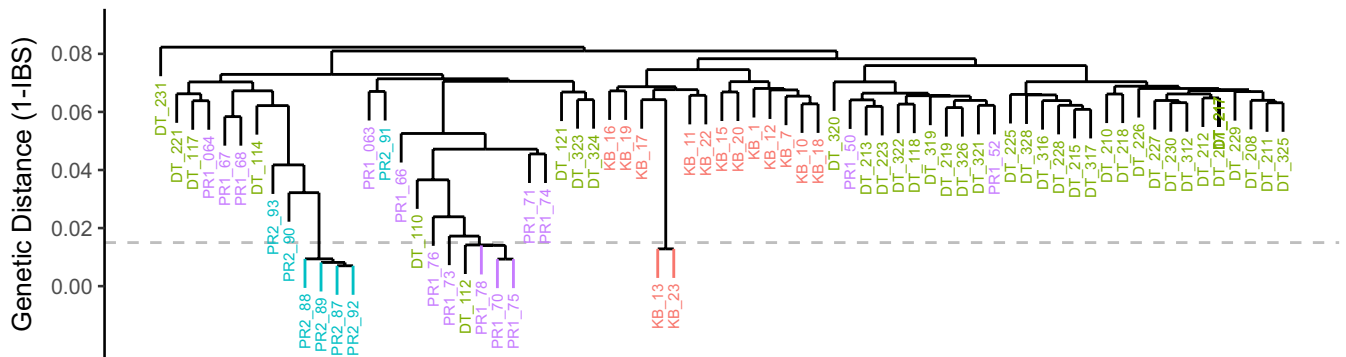 Genetic Distance (1-IBS)
0.08
0.06
0.04
0.02
0.00
DT_231
DT_221
DT_117
PR1_064
PR1_67
PR1_68
DT_114
PR2_93
PR2_90
PR2_88
PR2_89
PR2_87
PR2_92
PR1_063
PR2_91
PR1_66
DT_110
PR1_76
PR1_73
DT_112
PR1_78
PR1_70
PR1_75
PR1_71
PR1_74
DT_121
DT_323
DT_324
KB_16
KB_19
KB_17
KB_13
KB_23
KB_11
KB_22
KB_15
KB_20
KB_1
KB_12
KB_7
KB_10
KB_18
DT_320
PR1_50
DT_213
DT_223
DT_322
DT_118
DT_319
DT_219
DT_326
DT_321
PR1_52
DT_225
DT_328
DT_316
DT_228
DT_215
DT_317
DT_210
DT_218
DT_226
DT_227
DT_230
DT_312
DT_212
DT_229
DT_208
DT_211
DT_325